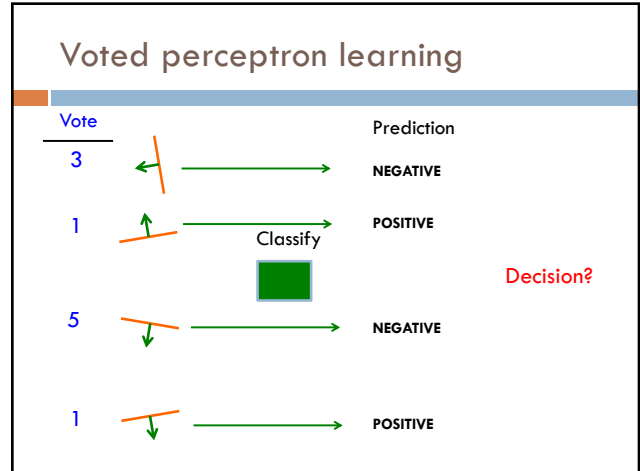 Voted perceptron learning
Vote
Prediction
3
NEGATIVE
1
POSITIVE
Classify
Decision?
5
NEGATIVE
1
POSITIVE